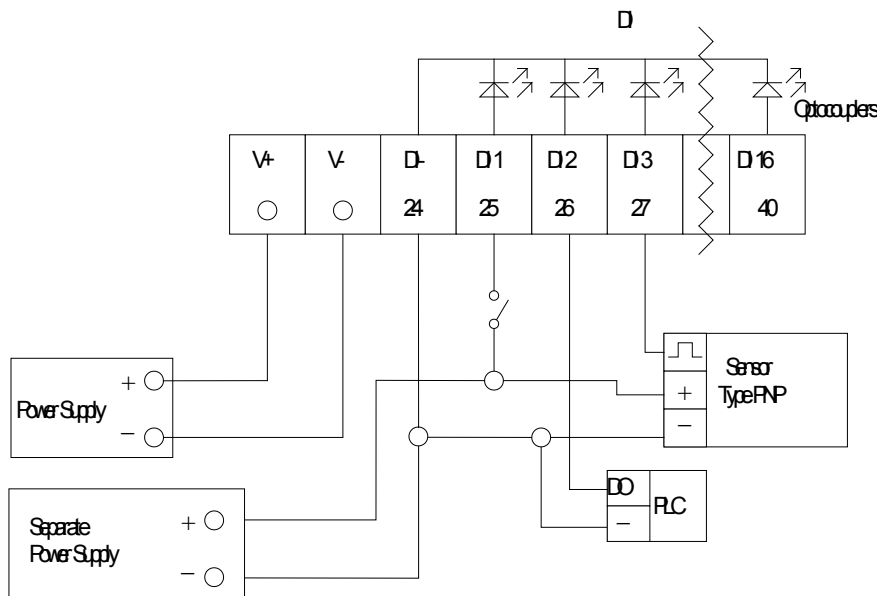 DI
Optocouplers
V+ V- DI- DI1 DI2 DI3 DI16
24 25 26 27 40
Sensor
Type PNP
+
−
Power Supply
+
−
DO PLC
−
Separate
Power Supply
+
−